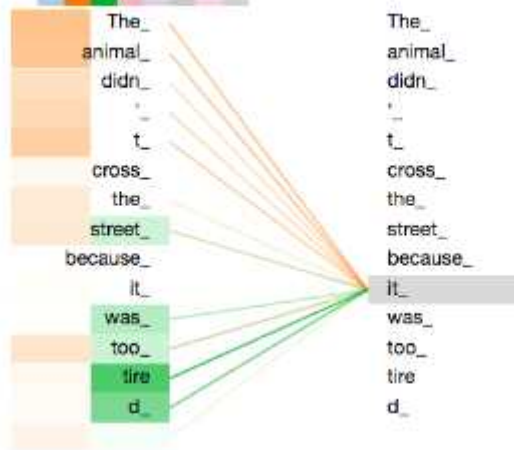 The_ The_
animal_ animal_
didn_ didn_
'_ '_
t_ t_
cross_ cross_
the_ the_
street_ street_
because_ because_
it_ it_
was_ was_
too_ too_
tire tire
d_ d_